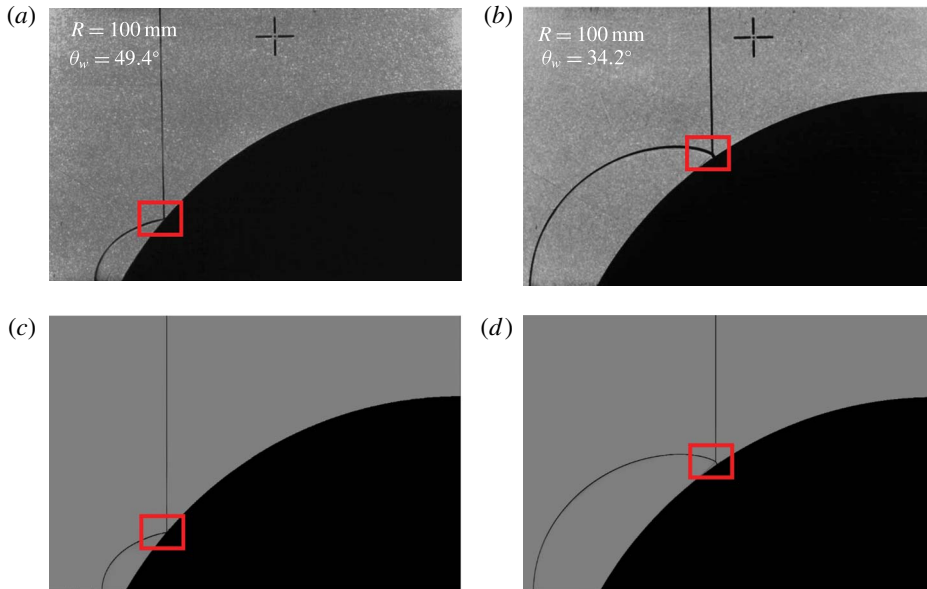 (a)
R = 100 mm
θw = 49.4°
(b)
R = 100 mm
θw = 34.2°
(c)
(d)